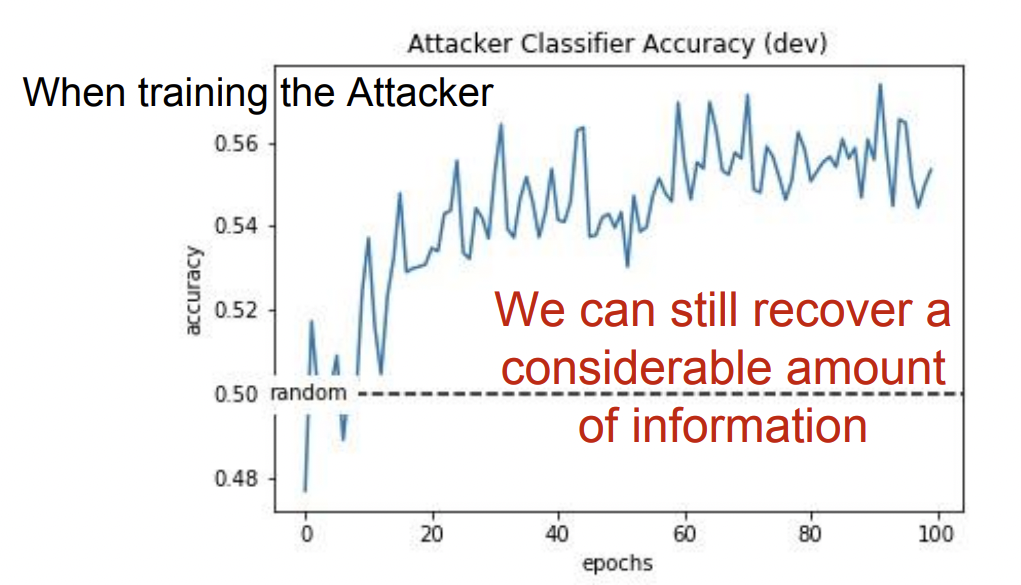 Attacker Classifier Accuracy (dev)
When training the Attacker
0.56
0.54
0.52
0.50
0.48
accuracy
random
We can still recover a
considerable amount
of information
0 20 40 60 80 100
epochs